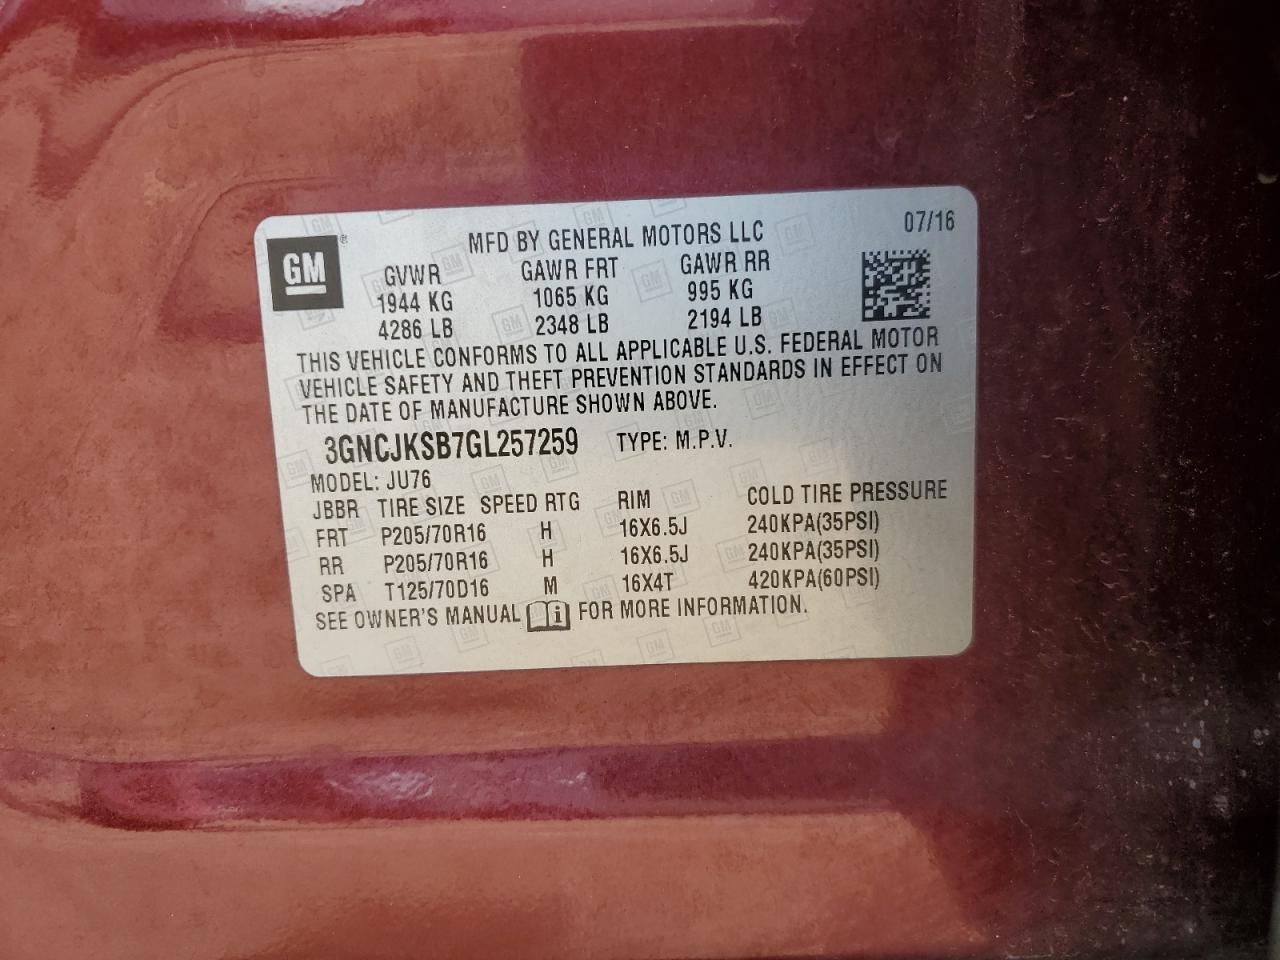 GM ®
MFD BY GENERAL MOTORS LLC 07/16
GVWR GAWR FRT GAWR RR
1944 KG 1065 KG 995 KG
4286 LB 2348 LB 2194 LB
THIS VEHICLE CONFORMS TO ALL APPLICABLE U.S. FEDERAL MOTOR
VEHICLE SAFETY AND THEFT PREVENTION STANDARDS IN EFFECT ON
THE DATE OF MANUFACTURE SHOWN ABOVE.
3GNCJKSB7GL257259 TYPE: M.P.V.
MODEL: JU76
JBBR TIRE SIZE SPEED RTG RIM COLD TIRE PRESSURE
FRT P205/70R16 H 16X6.5J 240KPA(35PSI)
RR P205/70R16 H 16X6.5J 240KPA(35PSI)
SPA T125/70D16 M 16X4T 420KPA(60PSI)
SEE OWNER'S MANUAL i FOR MORE INFORMATION.